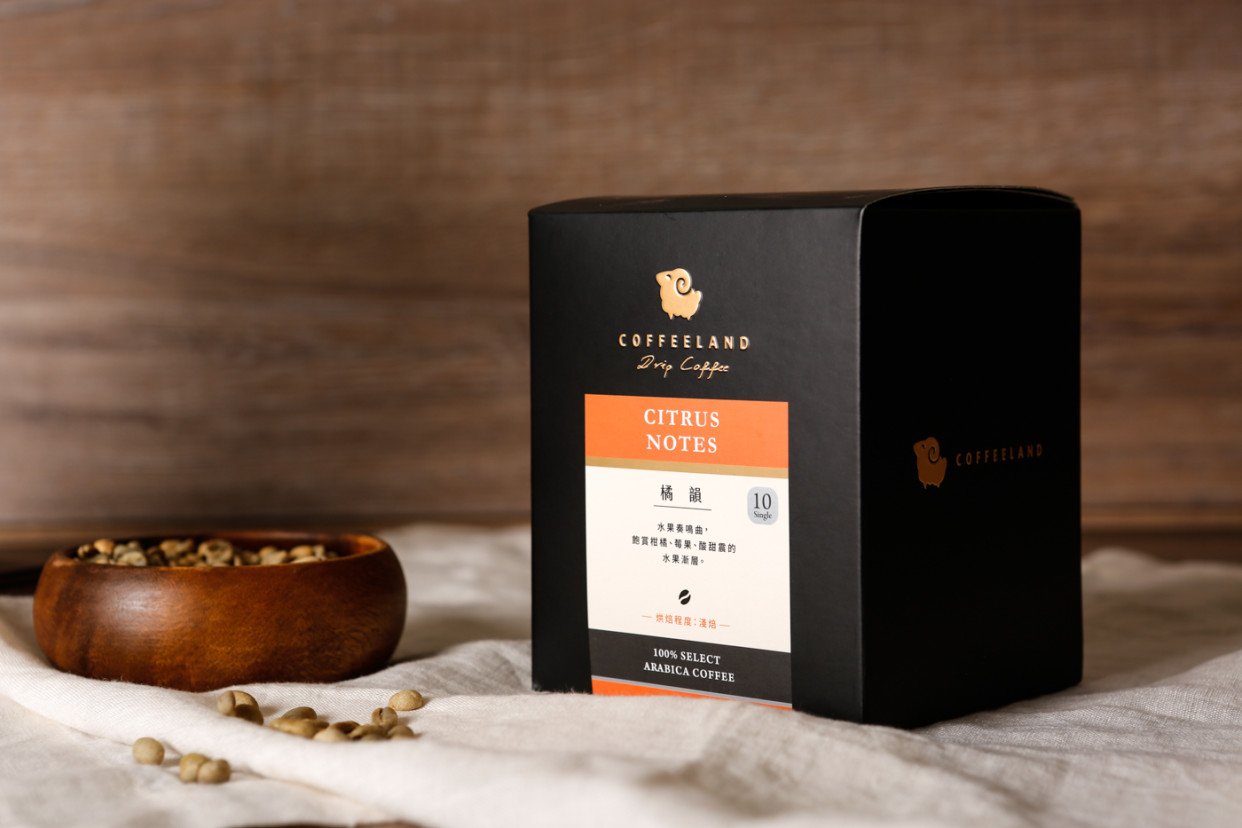 COFFEELAND
Drip Coffee
CITRUS
NOTES
橘 韻
10
Single
水果奏鳴曲，
飽賞柑橘、莓果、酸甜震的
水果漸層。
烘焙程度：淺焙
100% SELECT
ARABICA COFFEE
COFFEELAND